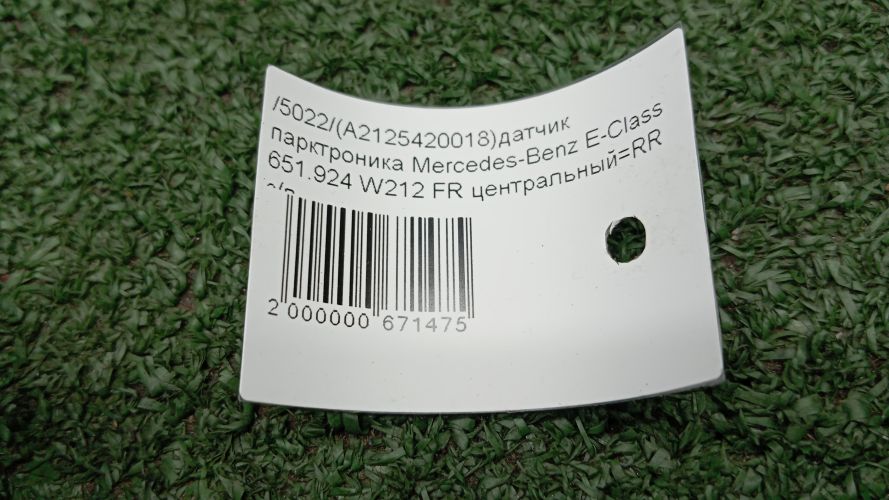 /5022/(A2125420018)датчик
парктроника Mercedes-Benz E-Class
651.924 W212 FR центральный=RR
2 000000 671475